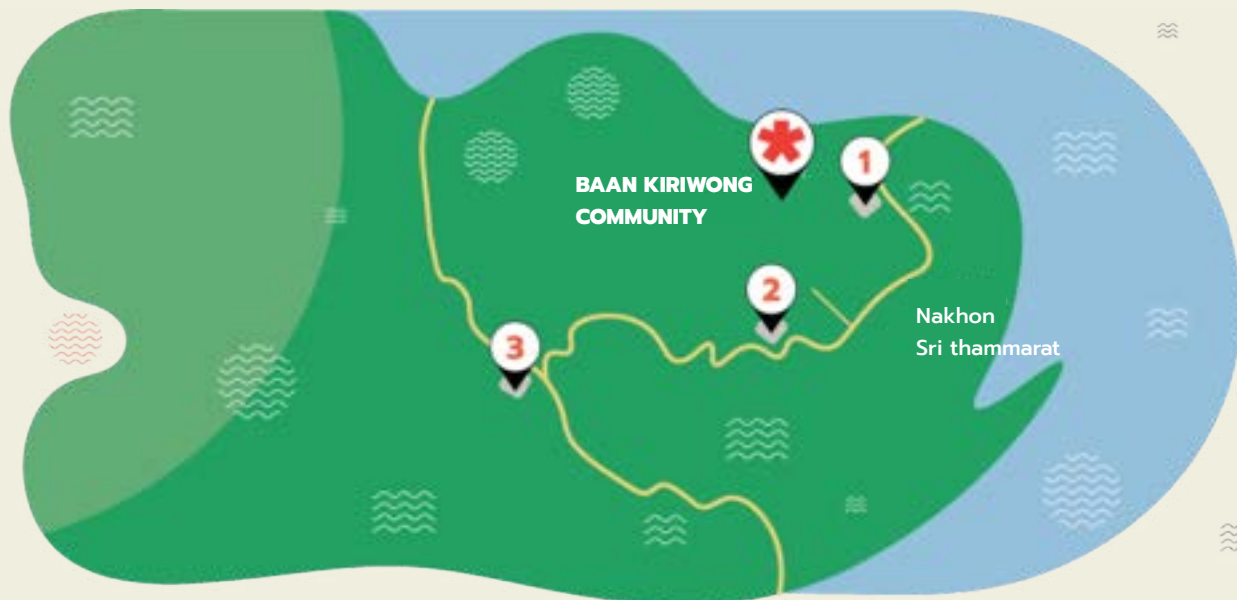 *
1
BAAN KIRIWONG
COMMUNITY
2
Nakhon
Sri thammarat
3